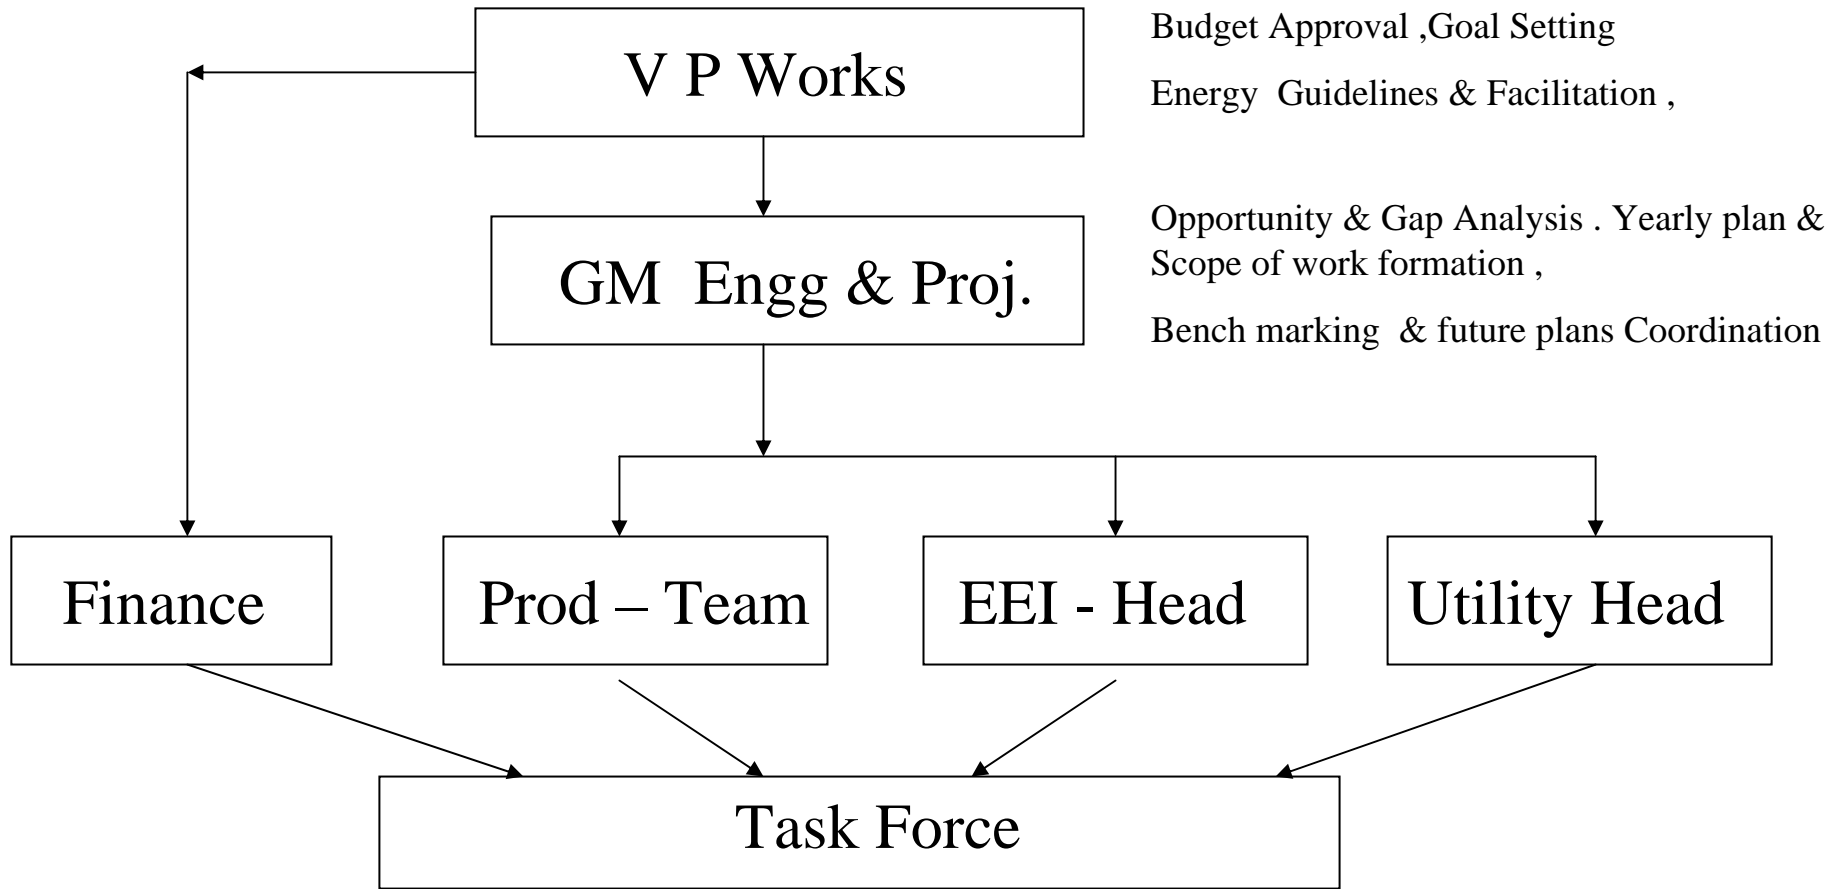 V P Works
Budget Approval ,Goal Setting
Energy Guidelines & Facilitation ,
GM Engg & Proj.
Opportunity & Gap Analysis . Yearly plan &
Scope of work formation ,
Bench marking & future plans Coordination
Finance
Prod – Team
EEI - Head
Utility Head
Task Force